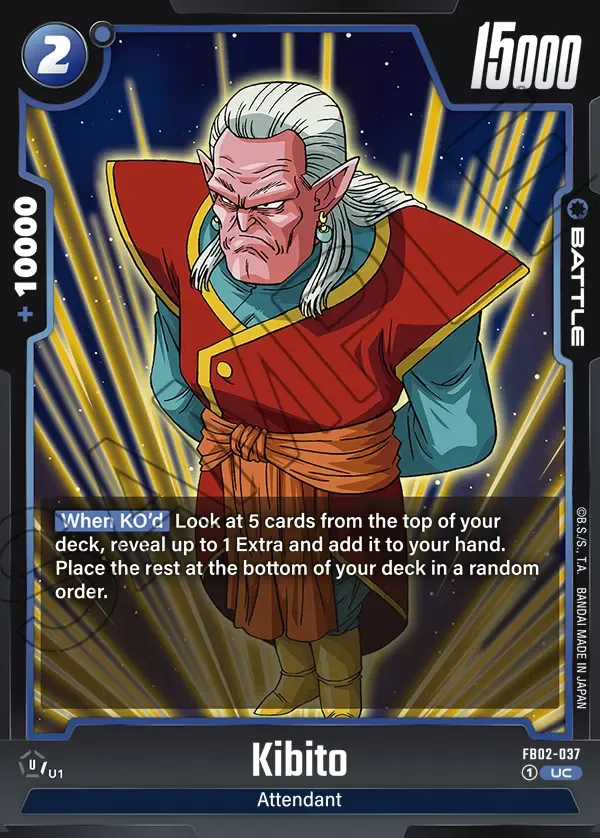 2
15000
+ 10000
BATTLE
When KO'd Look at 5 cards from the top of your
deck, reveal up to 1 Extra and add it to your hand.
Place the rest at the bottom of your deck in a random
order.
©B.S./S., T.A. BANDAI MADE IN JAPAN
SAMPLE
U/U1
Kibito
FB02-037
1 UC
Attendant